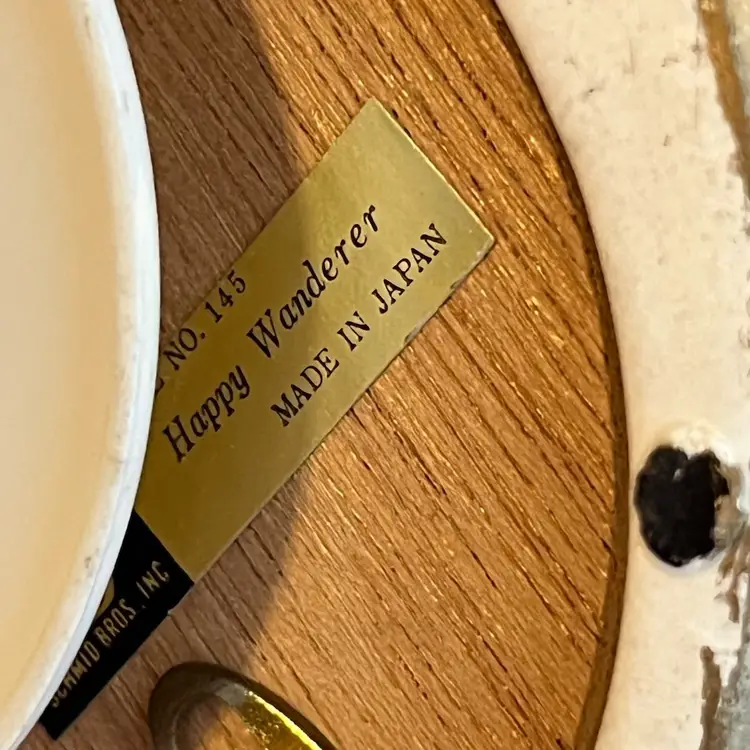 NO. 145
Happy Wanderer
MADE IN JAPAN
SCHMID BROS. INC